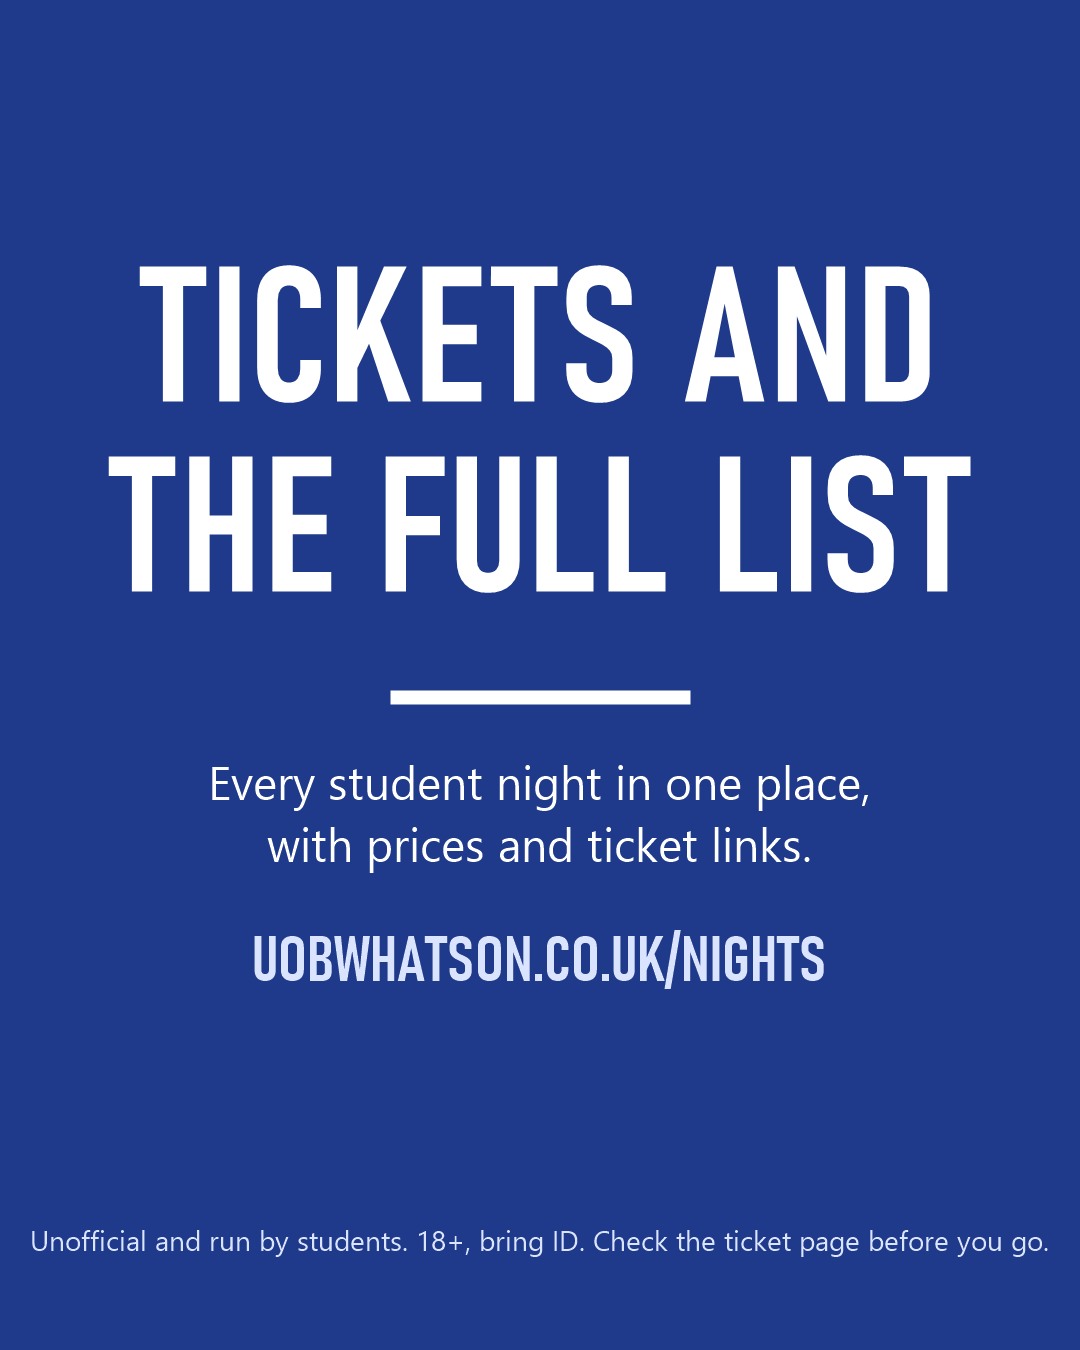 TICKETS AND
THE FULL LIST
Every student night in one place,
with prices and ticket links.
UOBWHATSON.CO.UK/NIGHTS
Unofficial and run by students. 18+, bring ID. Check the ticket page before you go.